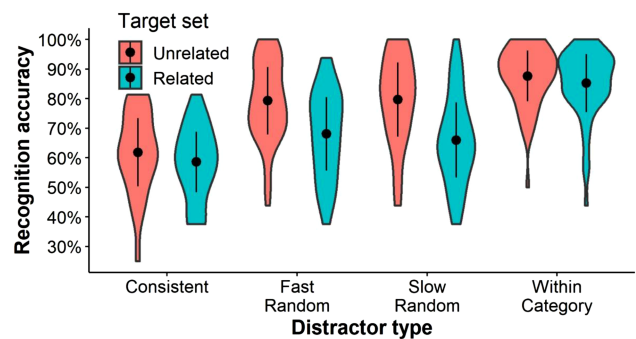 Target set
Unrelated
Related
Recognition accuracy
100%
90%
80%
70%
60%
50%
40%
30%
Consistent
Fast
Random
Slow
Random
Within
Category
Distractor type